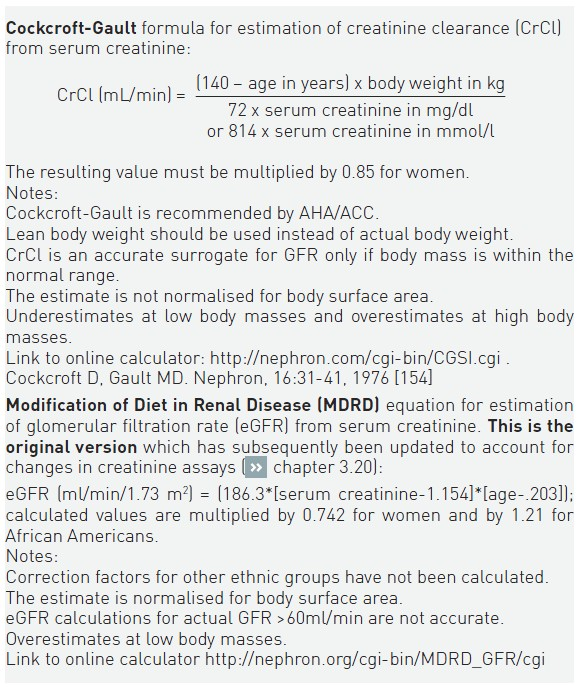 Cockcroft-Gault formula for estimation of creatinine clearance (CrCl)
from serum creatinine:
CrCl (mL/min) = (140 – age in years) x body weight in kg
72 x serum creatinine in mg/dl
or 814 x serum creatinine in mmol/l
The resulting value must be multiplied by 0.85 for women.
Notes:
Cockcroft-Gault is recommended by AHA/ACC.
Lean body weight should be used instead of actual body weight.
CrCl is an accurate surrogate for GFR only if body mass is within the
normal range.
The estimate is not normalised for body surface area.
Underestimates at low body masses and overestimates at high body
masses.
Link to online calculator: http://nephron.com/cgi-bin/CGSI.cgi .
Cockcroft D, Gault MD. Nephron, 16:31-41, 1976 [154]
Modification of Diet in Renal Disease (MDRD) equation for estimation
of glomerular filtration rate (eGFR) from serum creatinine. This is the
original version which has subsequently been updated to account for
changes in creatinine assays (>> chapter 3.20):
eGFR (ml/min/1.73 m²) = (186.3*[serum creatinine-1.154]*[age-.203]);
calculated values are multiplied by 0.742 for women and by 1.21 for
African Americans.
Notes:
Correction factors for other ethnic groups have not been calculated.
The estimate is normalised for body surface area.
eGFR calculations for actual GFR >60ml/min are not accurate.
Overestimates at low body masses.
Link to online calculator http://nephron.org/cgi-bin/MDRD_GFR/cgi